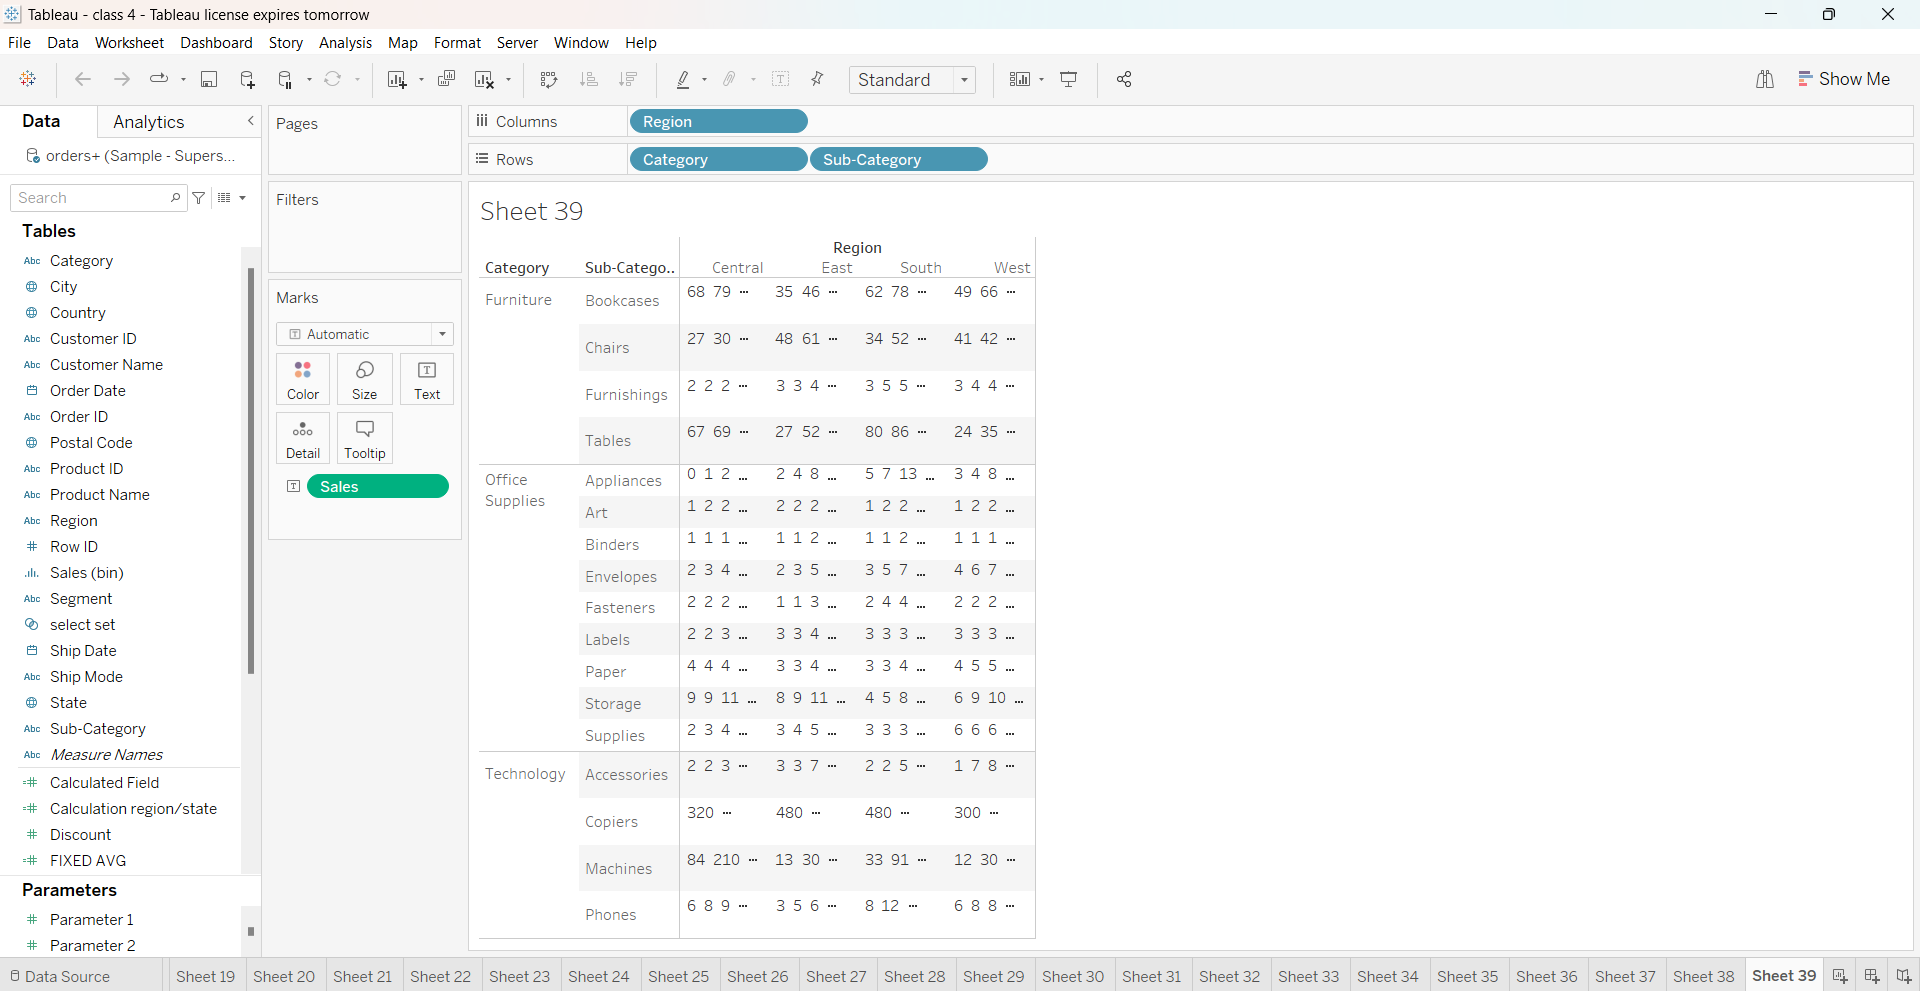 Tableau - class 4 - Tableau license expires tomorrow
File Data Worksheet Dashboard Story Analysis Map Format Server Window Help
Standard
Show Me
Data
Analytics
orders+ (Sample - Supers...
Search
Tables
Abc Category
City
Country
Abc Customer ID
Abc Customer Name
Order Date
Abc Order ID
Postal Code
Abc Product ID
Abc Product Name
Abc Region
# Row ID
Sales (bin)
Abc Segment
select set
Ship Date
Abc Ship Mode
State
Abc Sub-Category
Abc Measure Names
=# Calculated Field
=# Calculation region/state
# Discount
=# FIXED AVG
Parameters
# Parameter 1
# Parameter 2
Pages
Filters
Marks
T Automatic
Color
Size
T Text
Detail
Tooltip
T Sales
Columns Region
Rows Category Sub-Category
Sheet 39
Region
Category Sub-Catego.. Central East South West
Furniture Bookcases 68 79 ... 35 46 ... 62 78 ... 49 66 ...
Chairs 27 30 ... 48 61 ... 34 52 ... 41 42 ...
Furnishings 2 2 2 ... 3 3 4 ... 3 5 5 ... 3 4 4 ...
Tables 67 69 ... 27 52 ... 80 86 ... 24 35 ...
Office Supplies Appliances 0 1 2 ... 2 4 8 ... 5 7 13 ... 3 4 8 ...
Art 1 2 2 ... 2 2 2 ... 1 2 2 ... 1 2 2 ...
Binders 1 1 1 ... 1 1 2 ... 1 1 2 ... 1 1 1 ...
Envelopes 2 3 4 ... 2 3 5 ... 3 5 7 ... 4 6 7 ...
Fasteners 2 2 2 ... 1 1 3 ... 2 4 4 ... 2 2 2 ...
Labels 2 2 3 ... 3 3 4 ... 3 3 3 ... 3 3 3 ...
Paper 4 4 4 ... 3 3 4 ... 3 3 4 ... 4 5 5 ...
Storage 9 9 11 ... 8 9 11 ... 4 5 8 ... 6 9 10 ...
Supplies 2 3 4 ... 3 4 5 ... 3 3 3 ... 6 6 6 ...
Technology Accessories 2 2 3 ... 3 3 7 ... 2 2 5 ... 1 7 8 ...
Copiers 320 ... 480 ... 480 ... 300 ...
Machines 84 210 ... 13 30 ... 33 91 ... 12 30 ...
Phones 6 8 9 ... 3 5 6 ... 8 12 ... 6 8 8 ...
Data Source Sheet 19 Sheet 20 Sheet 21 Sheet 22 Sheet 23 Sheet 24 Sheet 25 Sheet 26 Sheet 27 Sheet 28 Sheet 29 Sheet 30 Sheet 31 Sheet 32 Sheet 33 Sheet 34 Sheet 35 Sheet 36 Sheet 37 Sheet 38 Sheet 39